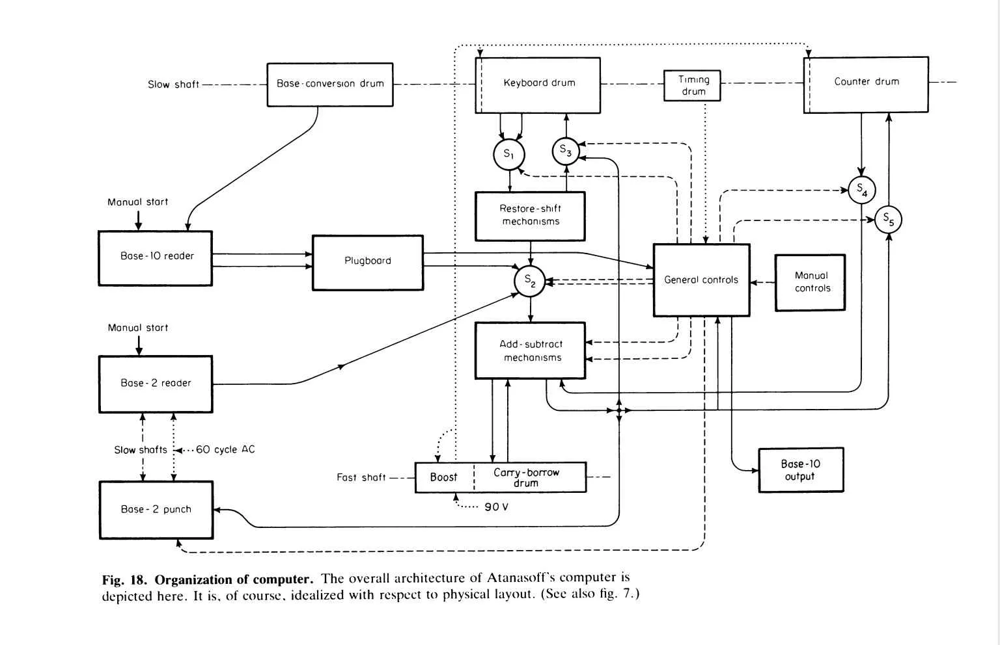 Slow shaft
Base-conversion drum
Keyboard drum
Timing
drum
Counter drum
S1
S3
S4
S5
Manual start
Restore-shift
mechanisms
Base-10 reader
Plugboard
S2
General controls
Manual
controls
Manual start
Add-subtract
mechanisms
Base-2 reader
Slow shafts
60 cycle AC
Fast shaft
Boost
Carry-borrow
drum
Base-10
output
90 V
Base-2 punch
Fig. 18. Organization of computer. The overall architecture of Atanasoff's computer is
depicted here. It is, of course, idealized with respect to physical layout. (See also fig. 7.)